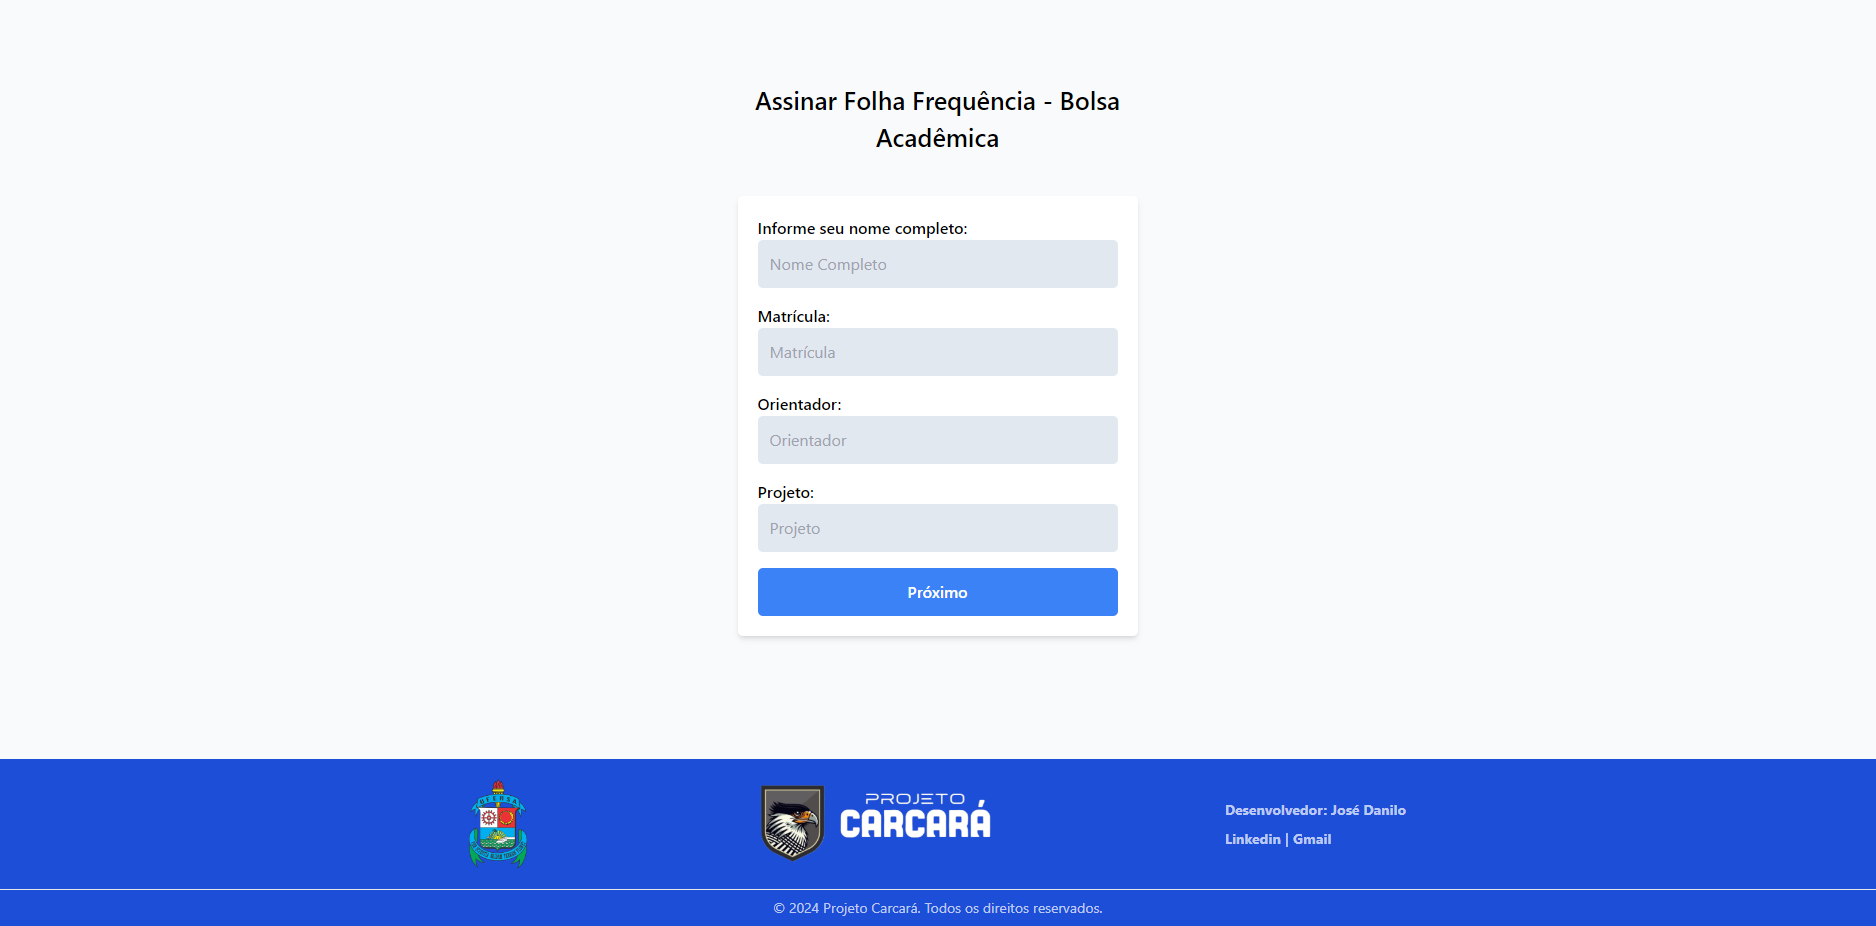 Assinar Folha Frequência - Bolsa
Acadêmica
Informe seu nome completo:
Nome Completo
Matrícula:
Matrícula
Orientador:
Orientador
Projeto:
Projeto
Próximo
PROJETO
CARCARÁ
Desenvolvedor: José Danilo
Linkedin | Gmail
© 2024 Projeto Carcará. Todos os direitos reservados.